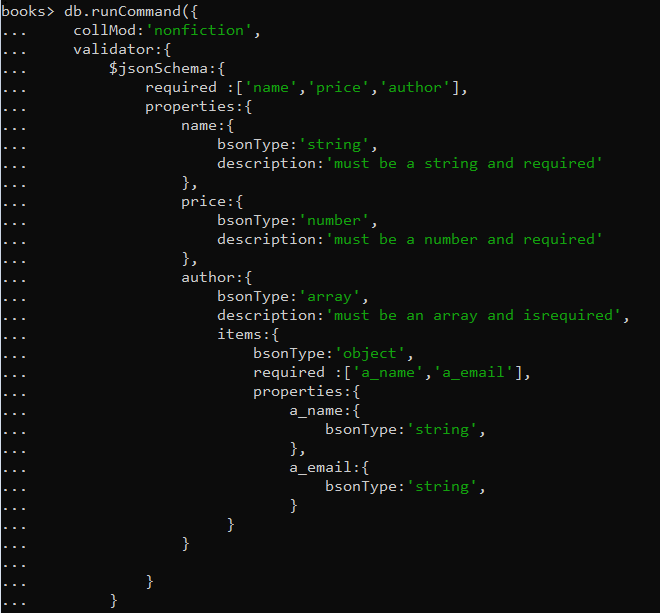 books> db.runCommand({
...     collMod:'nonfiction',
...     validator:{
...         $jsonSchema:{
...             required :['name','price','author'],
...             properties:{
...                 name:{
...                     bsonType:'string',
...                     description:'must be a string and required'
...                 },
...                 price:{
...                     bsonType:'number',
...                     description:'must be a number and required'
...                 },
...                 author:{
...                     bsonType:'array',
...                     description:'must be an array and isrequired',
...                     items:{
...                         bsonType:'object',
...                         required :['a_name','a_email'],
...                         properties:{
...                             a_name:{
...                                 bsonType:'string',
...                             },
...                             a_email:{
...                                 bsonType:'string',
...                             }
...                      }
...                 }
...
...             }
...         }